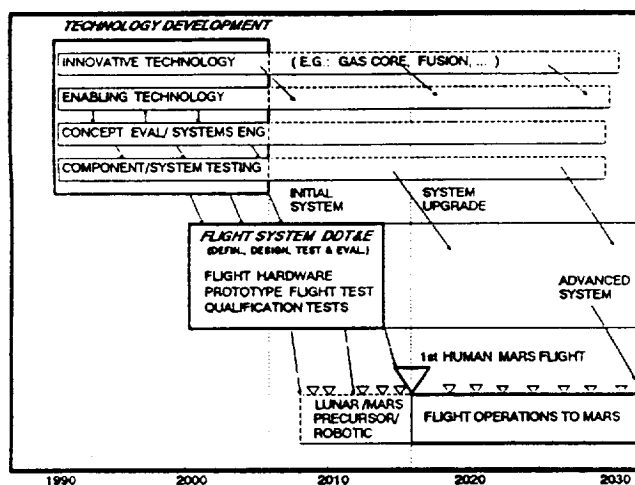 TECHNOLOGY DEVELOPMENT
INNOVATIVE TECHNOLOGY (E.G.: GAS CORE, FUSION, ... )
ENABLING TECHNOLOGY
CONCEPT EVAL/ SYSTEMS ENG
COMPONENT/SYSTEM TESTING
INITIAL SYSTEM
SYSTEM UPGRADE
FLIGHT SYSTEM DDT&E
(DEFIN., DESIGN, TEST & EVAL.)
FLIGHT HARDWARE
PROTOTYPE FLIGHT TEST
QUALIFICATION TESTS
ADVANCED
SYSTEM
1st HUMAN MARS FLIGHT
LUNAR/MARS
PRECURSOR/
ROBOTIC
FLIGHT OPERATIONS TO MARS
1990 2000 2010 2020 2030